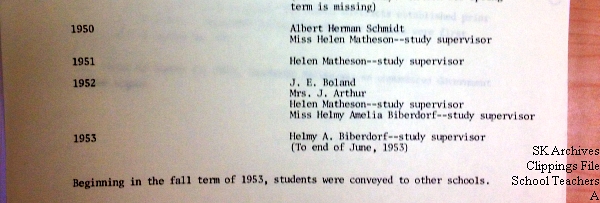 term is missing)
1950 Albert Herman Schmidt
Miss Helen Matheson--study supervisor
1951 Helen Matheson--study supervisor
1952 J. E. Boland
Mrs. J. Arthur
Helen Matheson--study supervisor
Miss Helmy Amelia Biberdorf--study supervisor
1953 Helmy A. Biberdorf--study supervisor
(To end of June, 1953)
Beginning in the fall term of 1953, students were conveyed to other schools.
SK Archives
Clippings File
School Teachers
A